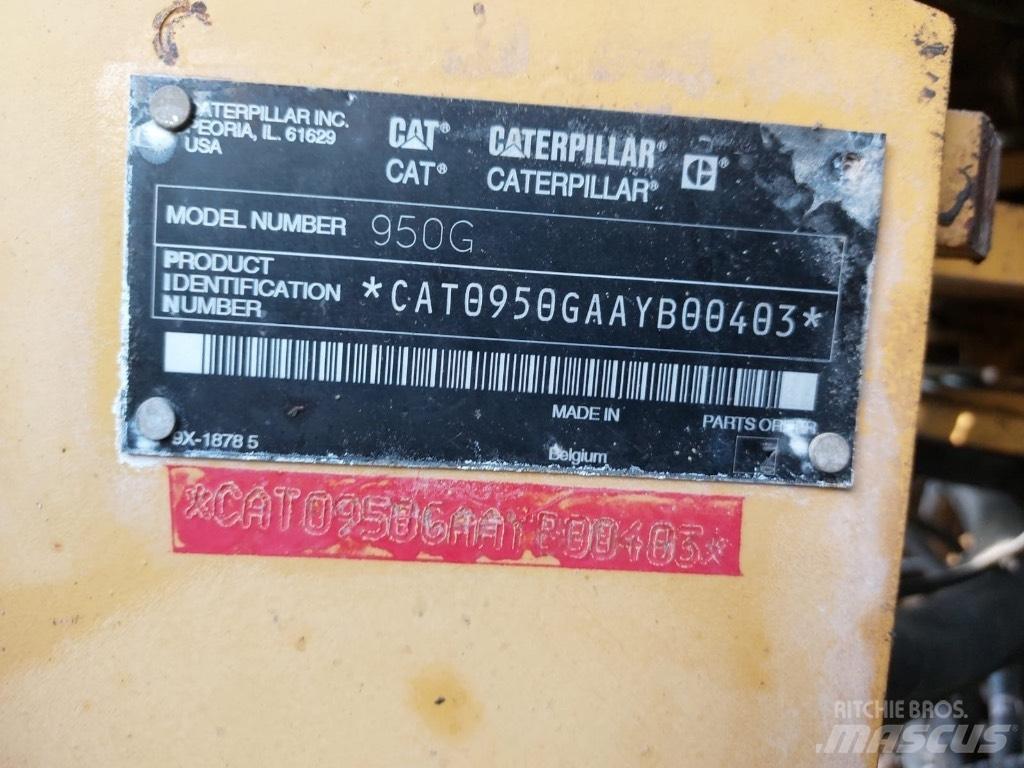 CATERPILLAR INC.
PEORIA, IL. 61629
USA
CAT® CATERPILLAR® C®
CAT® CATERPILLAR®
MODEL NUMBER 950G
PRODUCT
IDENTIFICATION
NUMBER
*CAT0950GAAYB00403*
MADE IN
PARTS ORDER
9X-1878 5
Belgium
*CAT0950GAAYB00403*
RITCHIE BROS.
MASCUS